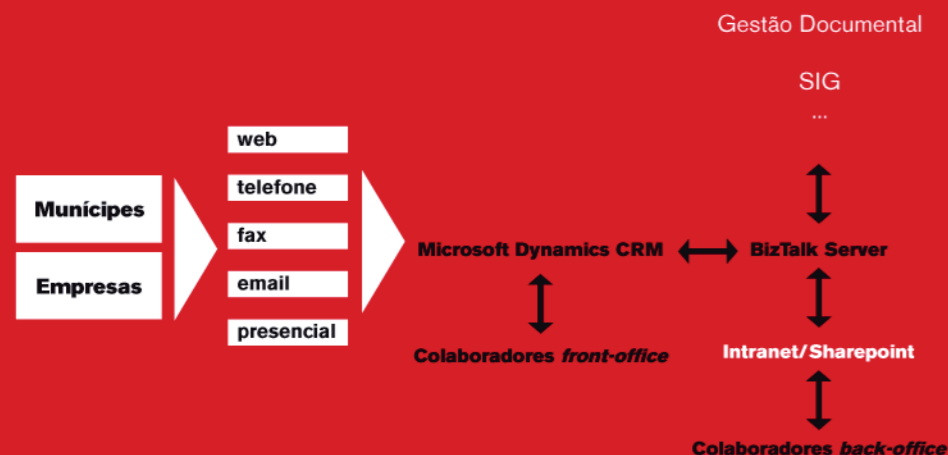 Gestão Documental
SIG
...
web
telefone
fax
email
presencial
Munícipes
Empresas
Microsoft Dynamics CRM
BizTalk Server
Colaboradores front-office
Intranet/Sharepoint
Colaboradores back-office